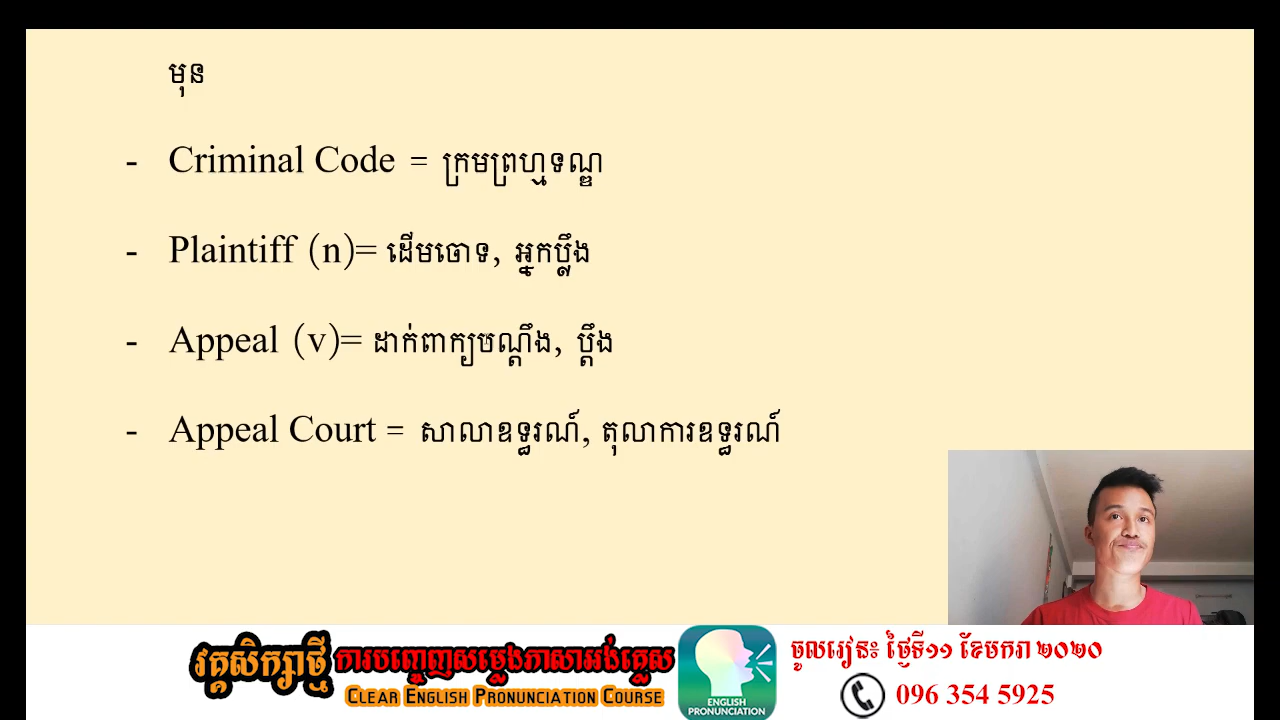 មុន
- Criminal Code = ក្រមព្រហ្មទណ្ឌ
- Plaintiff (n)= ដើមចោទ, អ្នកប្តឹង
- Appeal (v)= ដាក់ពាក្យបណ្តឹង, ប្តឹង
- Appeal Court = សាលាឧទ្ធរណ៍, តុលាការឧទ្ធរណ៍
វគ្គសិក្សាថ្មី ការបញ្ចេញសម្លេងភាសាអង់គ្លេស
CLEAR ENGLISH PRONUNCIATION COURSE
ENGLISH
PRONUNCIATION
ចូលរៀន៖ ថ្ងៃទី១១ ខែមករា ២០២០
096 354 5925